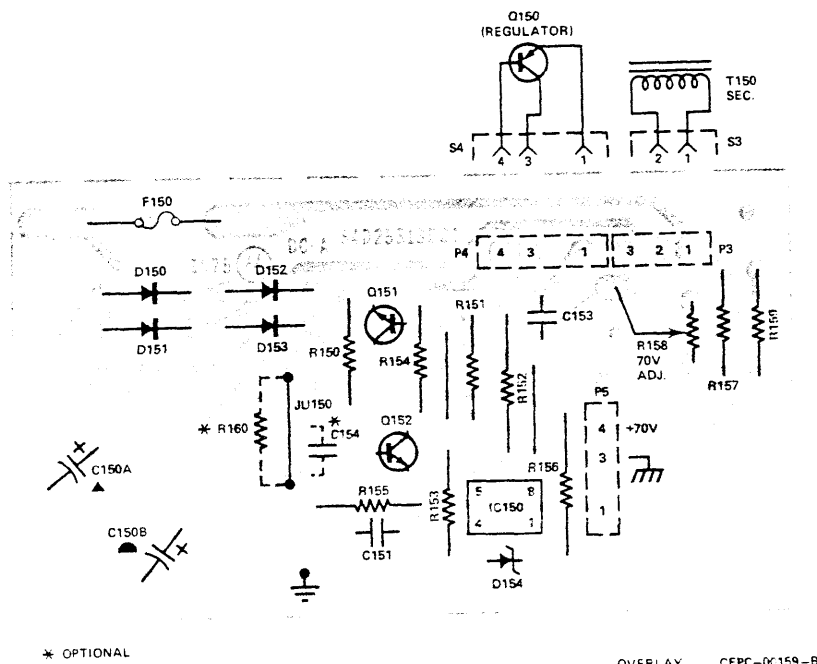 Q150
(REGULATOR)
T150
SEC.
S4
4 3 1
2 1
S3
F150
P4 4 3 1
3 2 1 P3
D150 D152
D151 D153
Q151
R150
R154
R151
R152
C153
R158
70V
ADJ.
R157
R159
JU150
* R160
*
C154
Q152
P5
4 +70V
3
1
C150A
C150B
R155
C151
R153
5 8
IC150
4 1
R156
D154
* OPTIONAL
OVERLAY CEPC-DC159-B